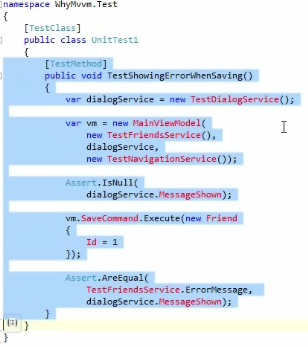 namespace WhyMvvm.Test
{
[TestClass]
public class UnitTest1
{
[TestMethod]
public void TestShowingErrorWhenSaving()
{
var dialogService = new TestDialogService();
var vm = new MainViewModel(
new TestFriendsService(),
dialogService,
new TestNavigationService());
Assert.IsNull(
dialogService.MessageShown);
vm.SaveCommand.Execute(new Friend
{
Id = 1
});
Assert.AreEqual(
TestFriendsService.ErrorMessage,
dialogService.MessageShown);
}
}
}